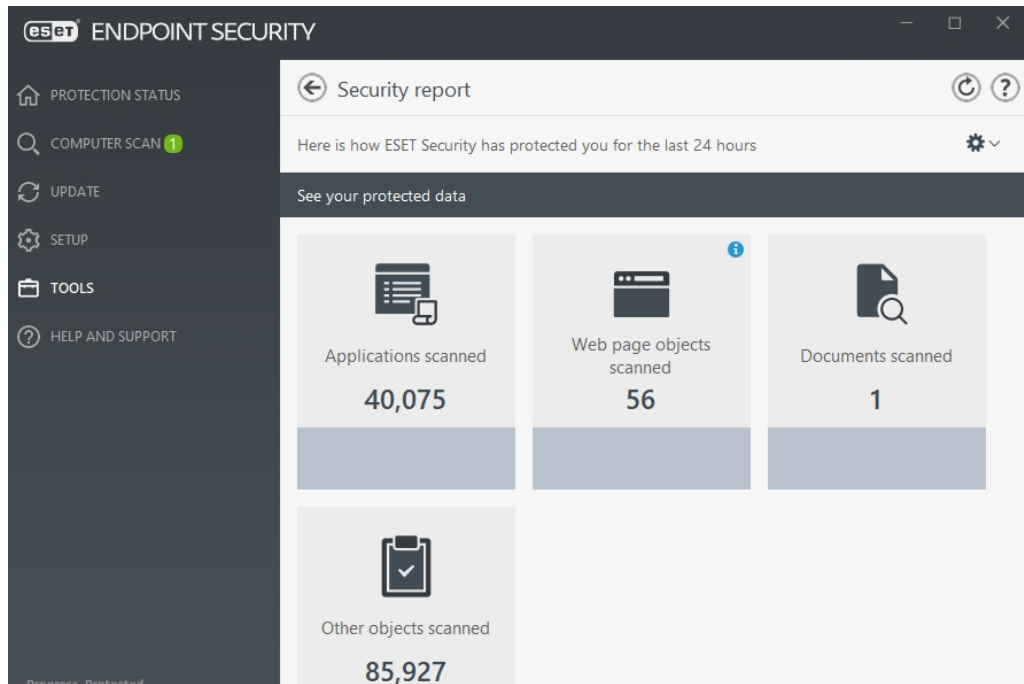 eset ENDPOINT SECURITY
PROTECTION STATUS
COMPUTER SCAN 1
UPDATE
SETUP
TOOLS
HELP AND SUPPORT
Progress. Protected.
Security report
Here is how ESET Security has protected you for the last 24 hours
See your protected data
Applications scanned
40,075
Web page objects
scanned
56
Documents scanned
1
Other objects scanned
85,927